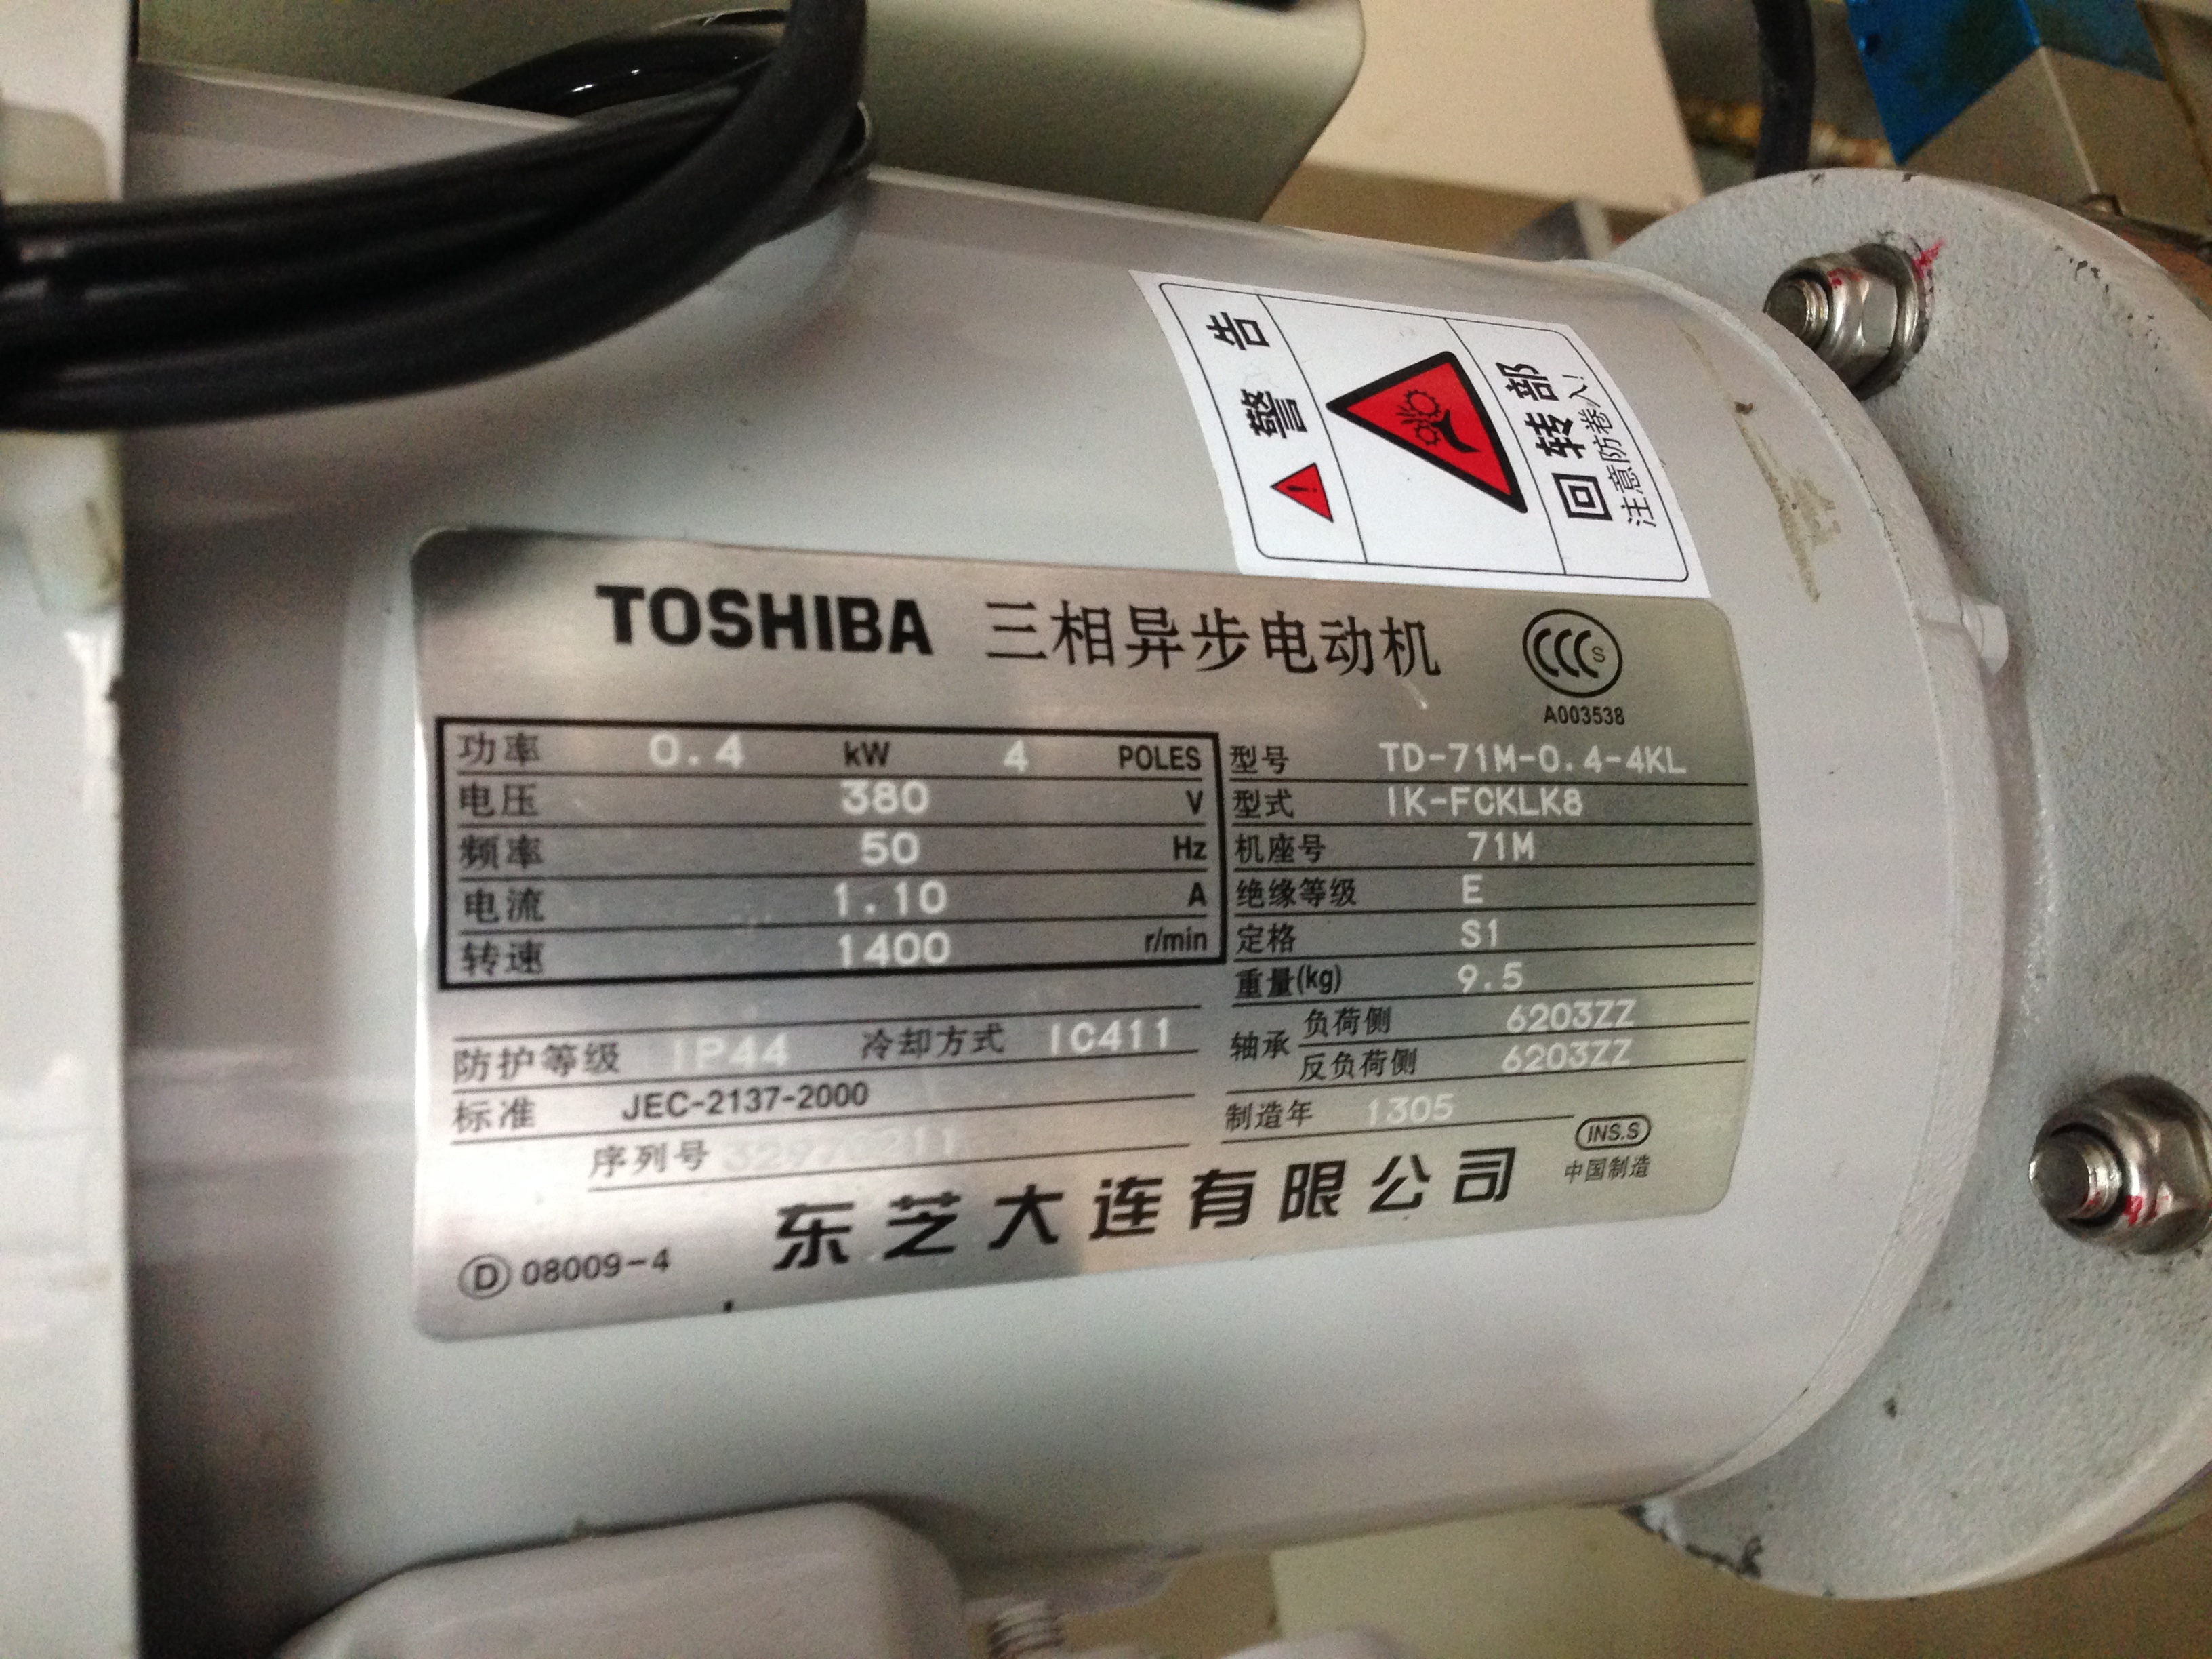 警告
回转部
注意防卷入!
TOSHIBA 三相异步电动机
CCC S
A003538
功率 0.4 kW 4 POLES
电压 380 V
频率 50 Hz
电流 1.10 A
转速 1400 r/min
防护等级 IP44 冷却方式 IC411
标准 JEC-2137-2000
序列号
型号 TD-71M-0.4-4KL
型式 IK-FCKLK8
机座号 71M
绝缘等级 E
定格 S1
重量(kg) 9.5
轴承 负荷侧 6203ZZ
反负荷侧 6203ZZ
制造年 1305
INS.S
中国制造
东芝大连有限公司
D 08009-4